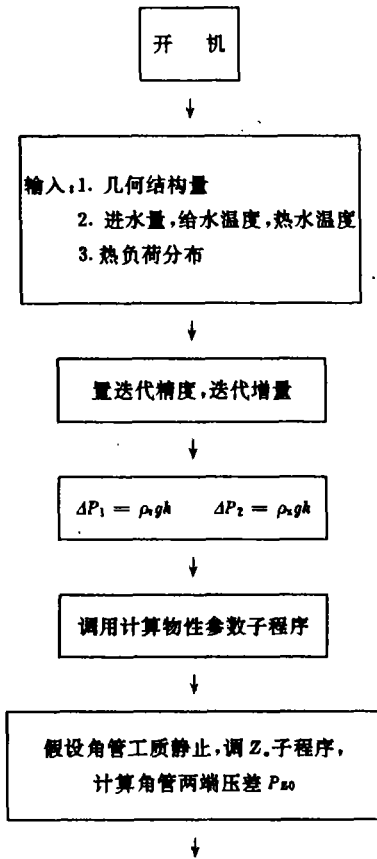 开 机
输入:1. 几何结构量
2. 进水量,给水温度,热水温度
3. 热负荷分布
置迭代精度,迭代增量
ΔP₁ = ρ gh ΔP₂ = ρ gh
调用计算物性参数子程序
假设角管工质静止,调 Z 子程序,
计算角管两端压差